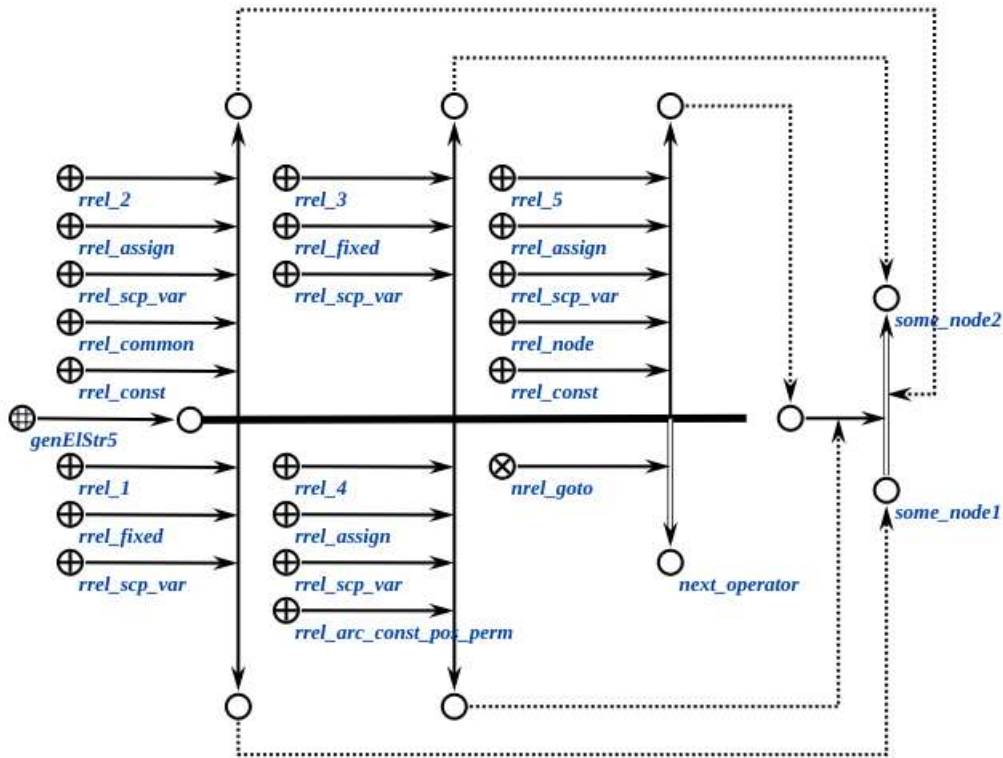 rrel_2 rrel_3 rrel_5
rrel_assign rrel_fixed rrel_assign
rrel_scp_var rrel_scp_var rrel_scp_var
some_node2
rrel_common rrel_node
rrel_const rrel_const
genElStr5
rrel_1 rrel_4 nrel_goto
some_node1
rrel_fixed rrel_assign
rrel_scp_var rrel_scp_var next_operator
rrel_arc_const_pos_perm